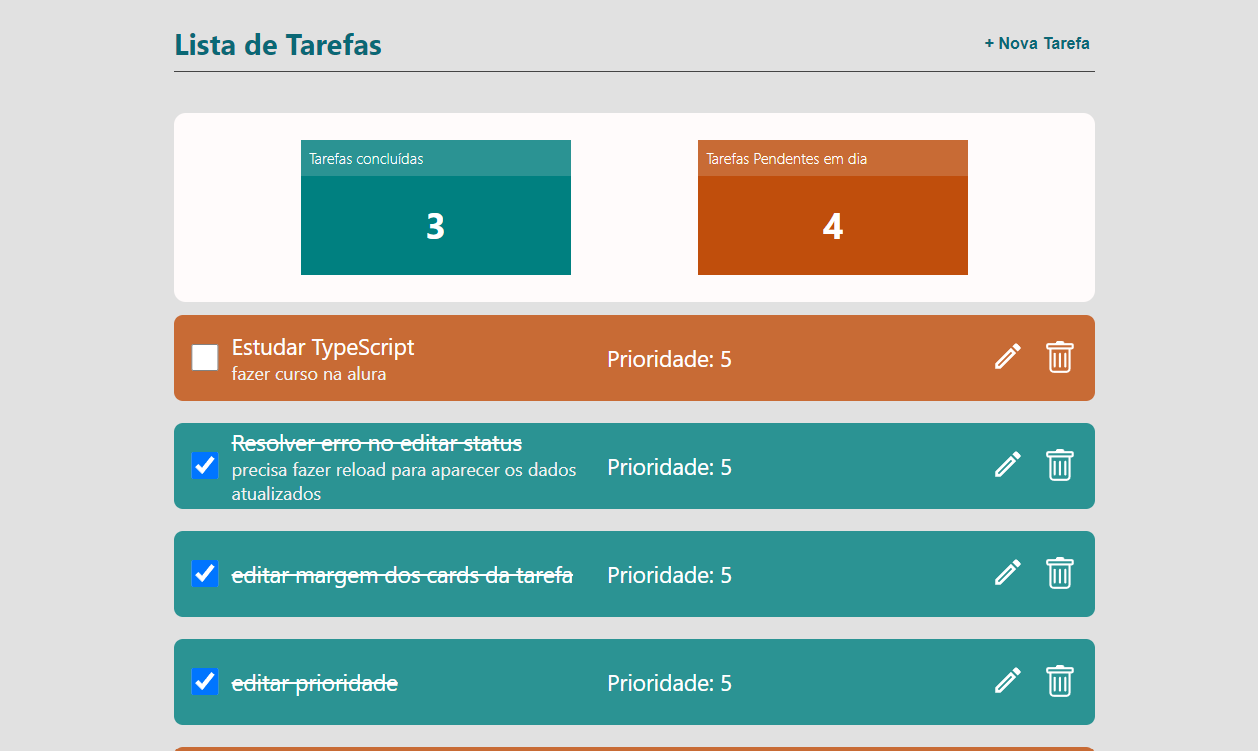 Lista de Tarefas
+ Nova Tarefa
Tarefas concluídas
3
Tarefas Pendentes em dia
4
Estudar TypeScript
fazer curso na alura
Prioridade: 5
Resolver erro no editar status
precisa fazer reload para aparecer os dados
atualizados
Prioridade: 5
editar margem dos cards da tarefa
Prioridade: 5
editar prioridade
Prioridade: 5